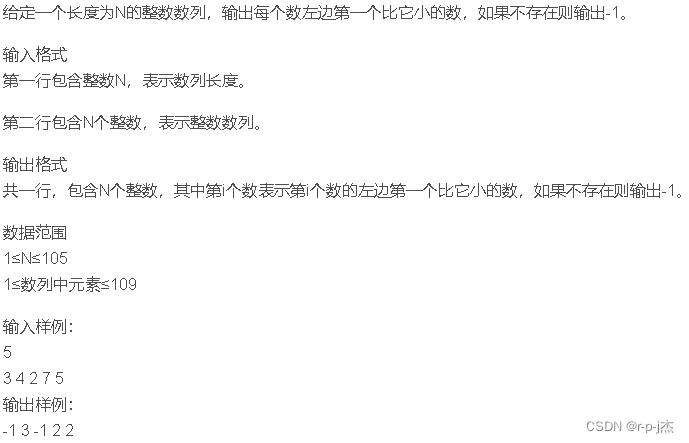 给定一个长度为N的整数数列，输出每个数左边第一个比它小的数，如果不存在则输出-1。
输入格式
第一行包含整数N，表示数列长度。
第二行包含N个整数，表示整数数列。
输出格式
共一行，包含N个整数，其中第i个数表示第i个数的左边第一个比它小的数，如果不存在则输出-1。
数据范围
1≤N≤105
1≤数列中元素≤109
输入样例：
5
3 4 2 7 5
输出样例：
-1 3 -1 2 2
CSDN @r-p-j杰